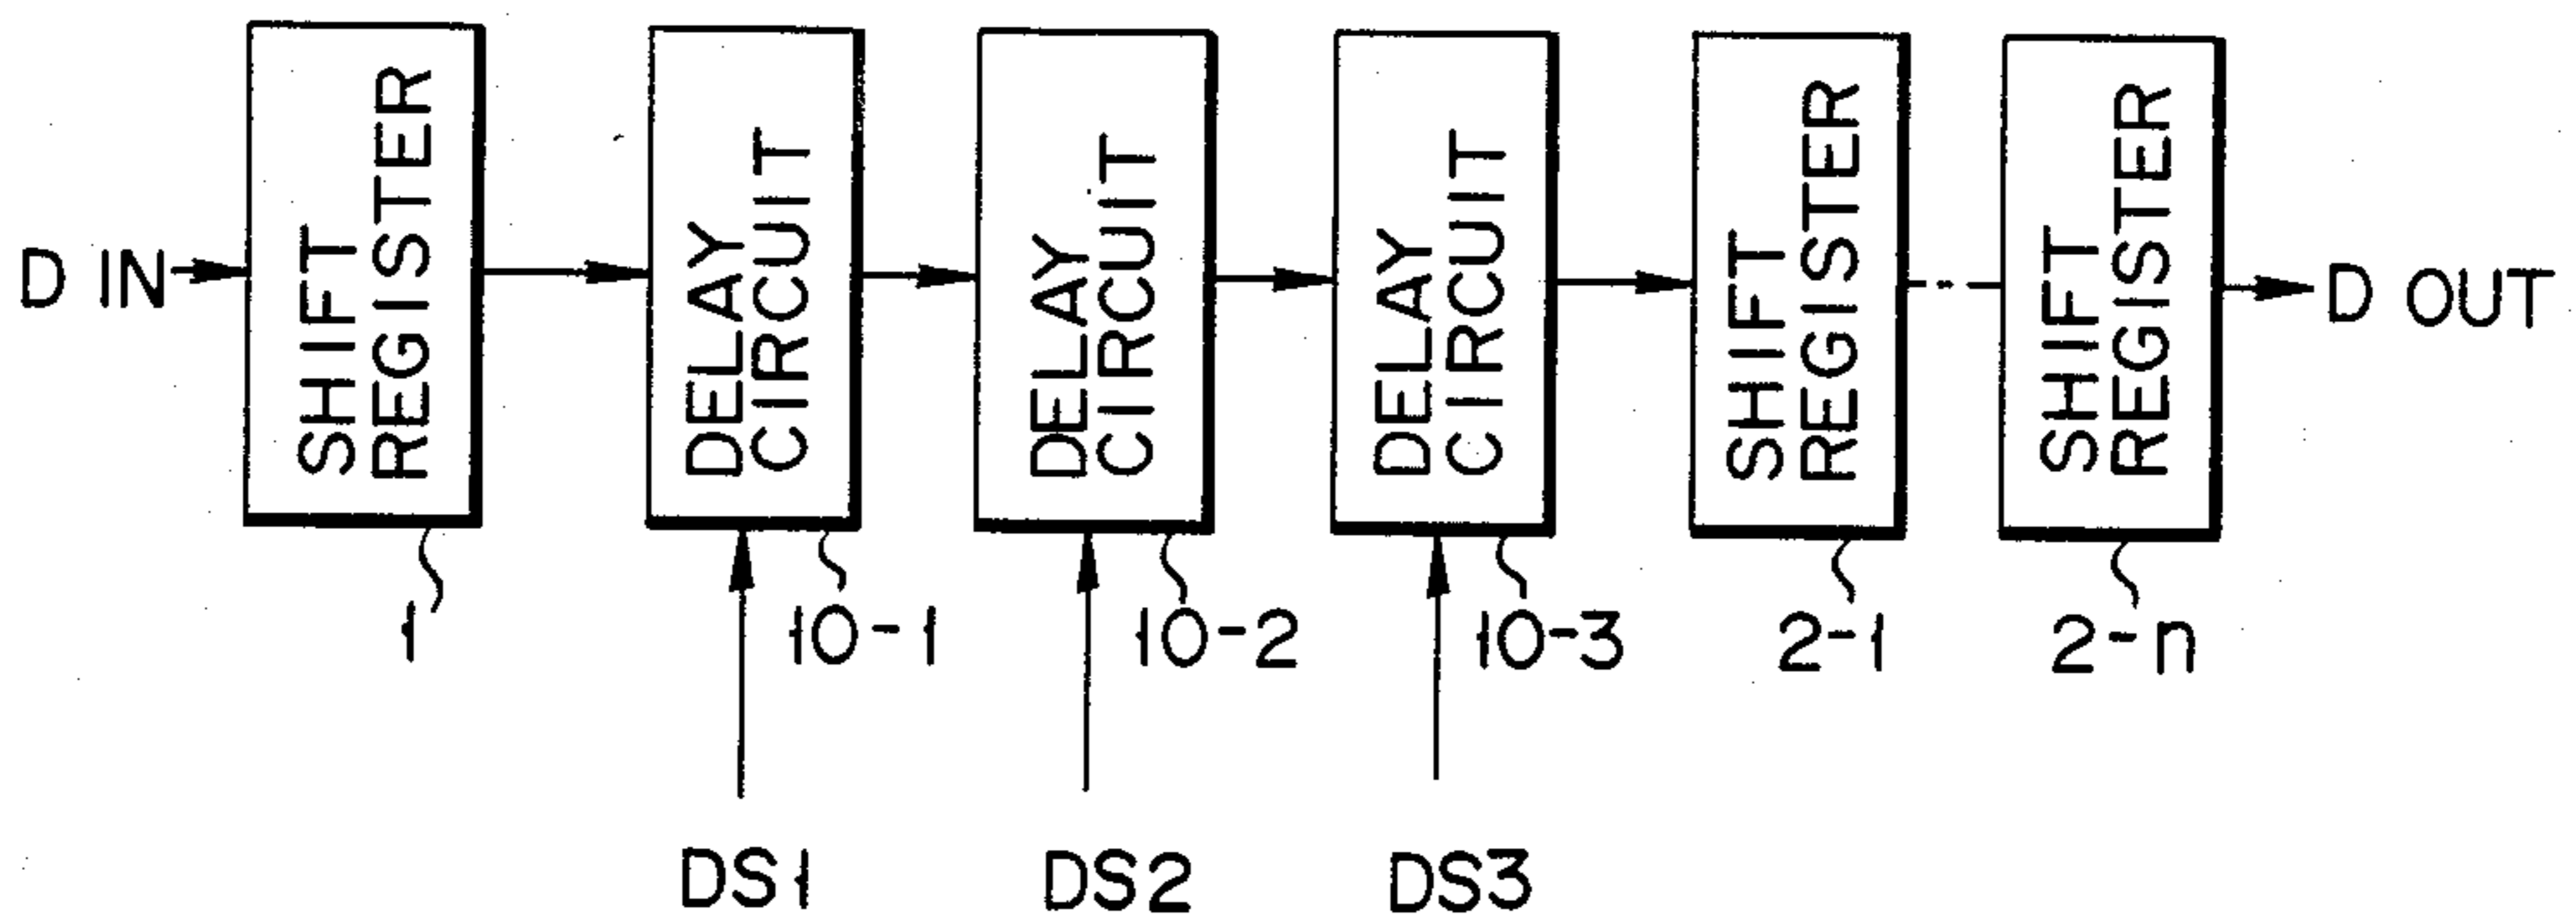 D IN
SHIFT
REGISTER
DELAY
CIRCUIT
DELAY
CIRCUIT
DELAY
CIRCUIT
SHIFT
REGISTER
SHIFT
REGISTER
D OUT
1
10-1
10-2
10-3
2-1
2-n
DS1
DS2
DS3